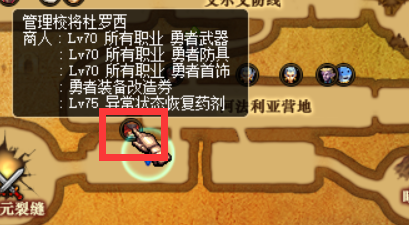 管理校将杜罗西
商人 : Lv70 所有职业 勇者武器
: Lv70 所有职业 勇者防具
: Lv70 所有职业 勇者首饰
: 勇者装备改造券
: Lv75 异常状态恢复药剂
阿法利亚营地
元裂缝